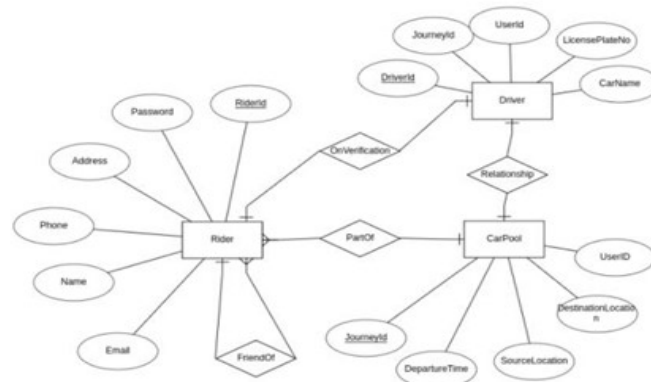 UserId
JourneyId
LicensePlateNo
DriverId
CarName
Driver
Password
RiderId
OnVerification
Address
Relationship
Phone
Rider
PartOf
CarPool
UserID
Name
DestinationLocatio
n
JourneyId
Email
FriendOf
SourceLocation
DepartureTime